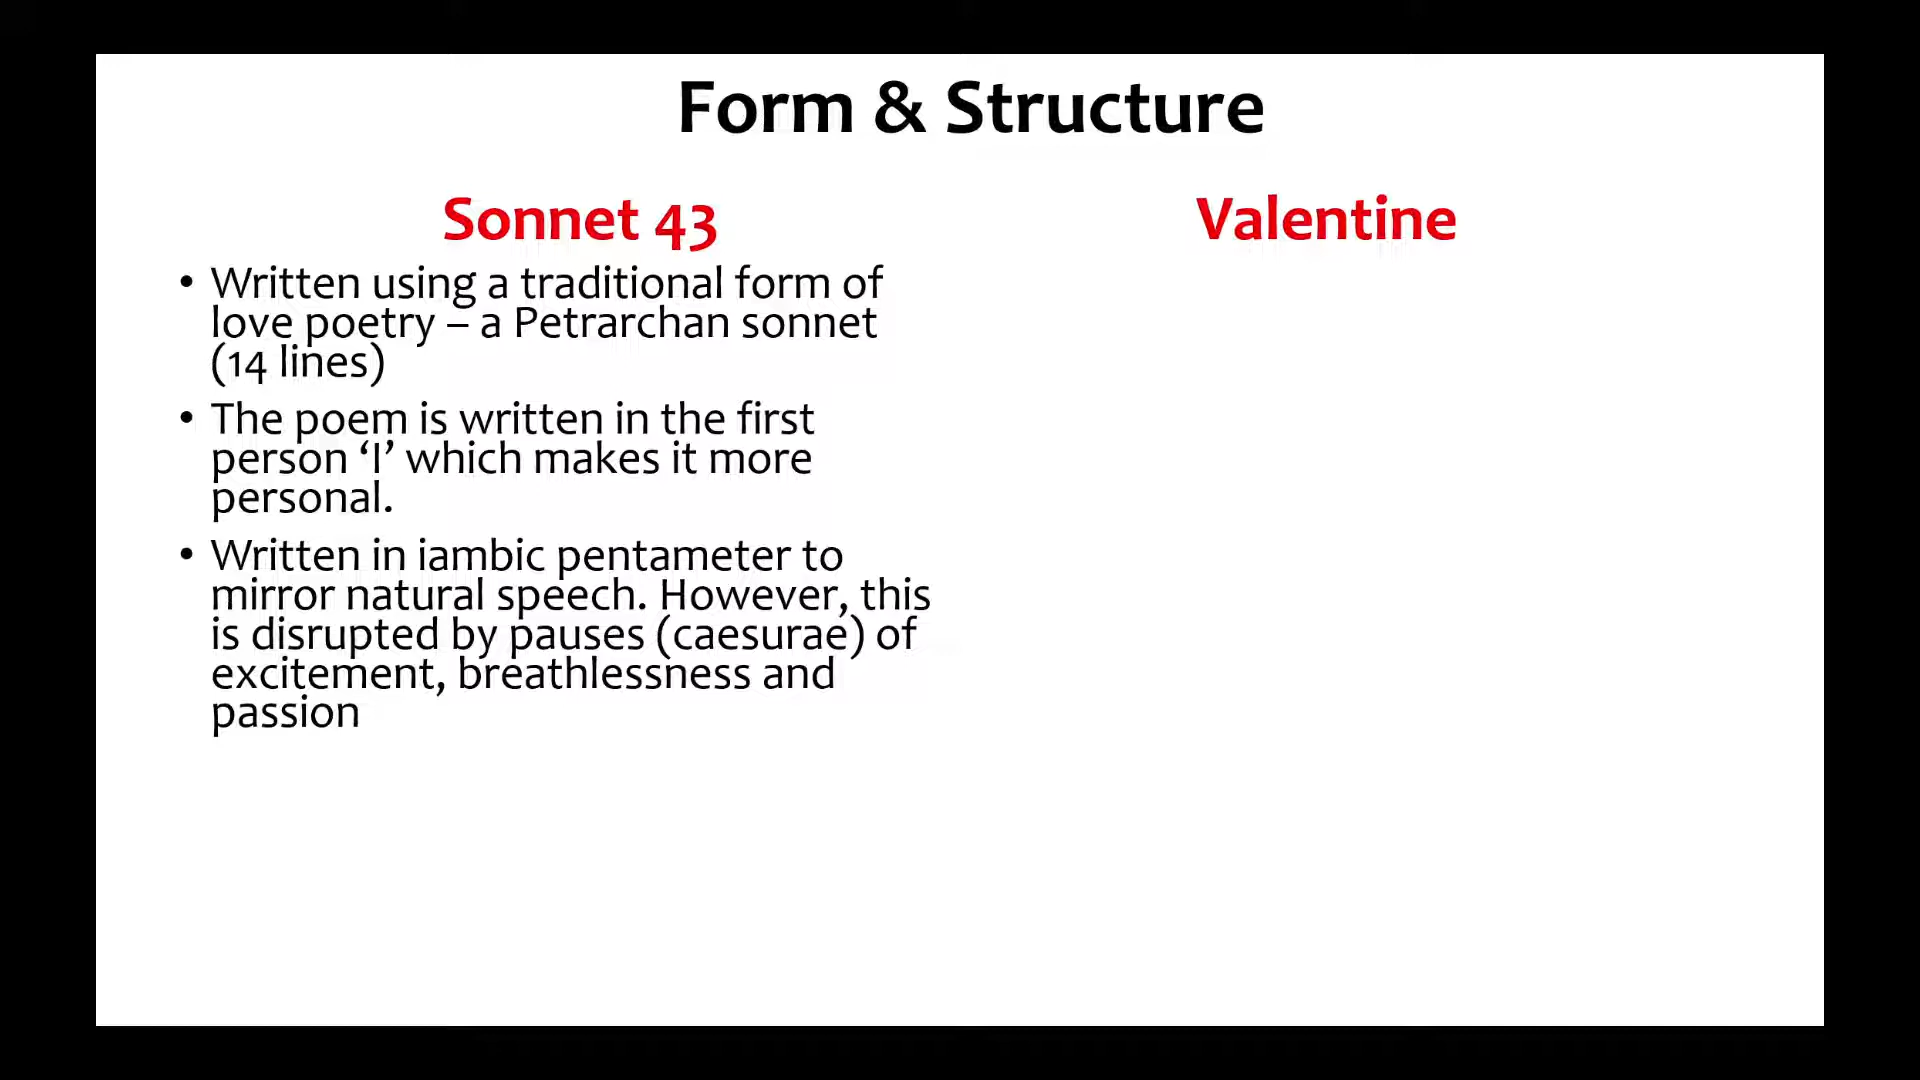 Form & Structure
Sonnet 43
Valentine
• Written using a traditional form of
love poetry – a Petrarchan sonnet
(14 lines)
• The poem is written in the first
person ‘I’ which makes it more
personal.
• Written in iambic pentameter to
mirror natural speech. However, this
is disrupted by pauses (caesurae) of
excitement, breathlessness and
passion